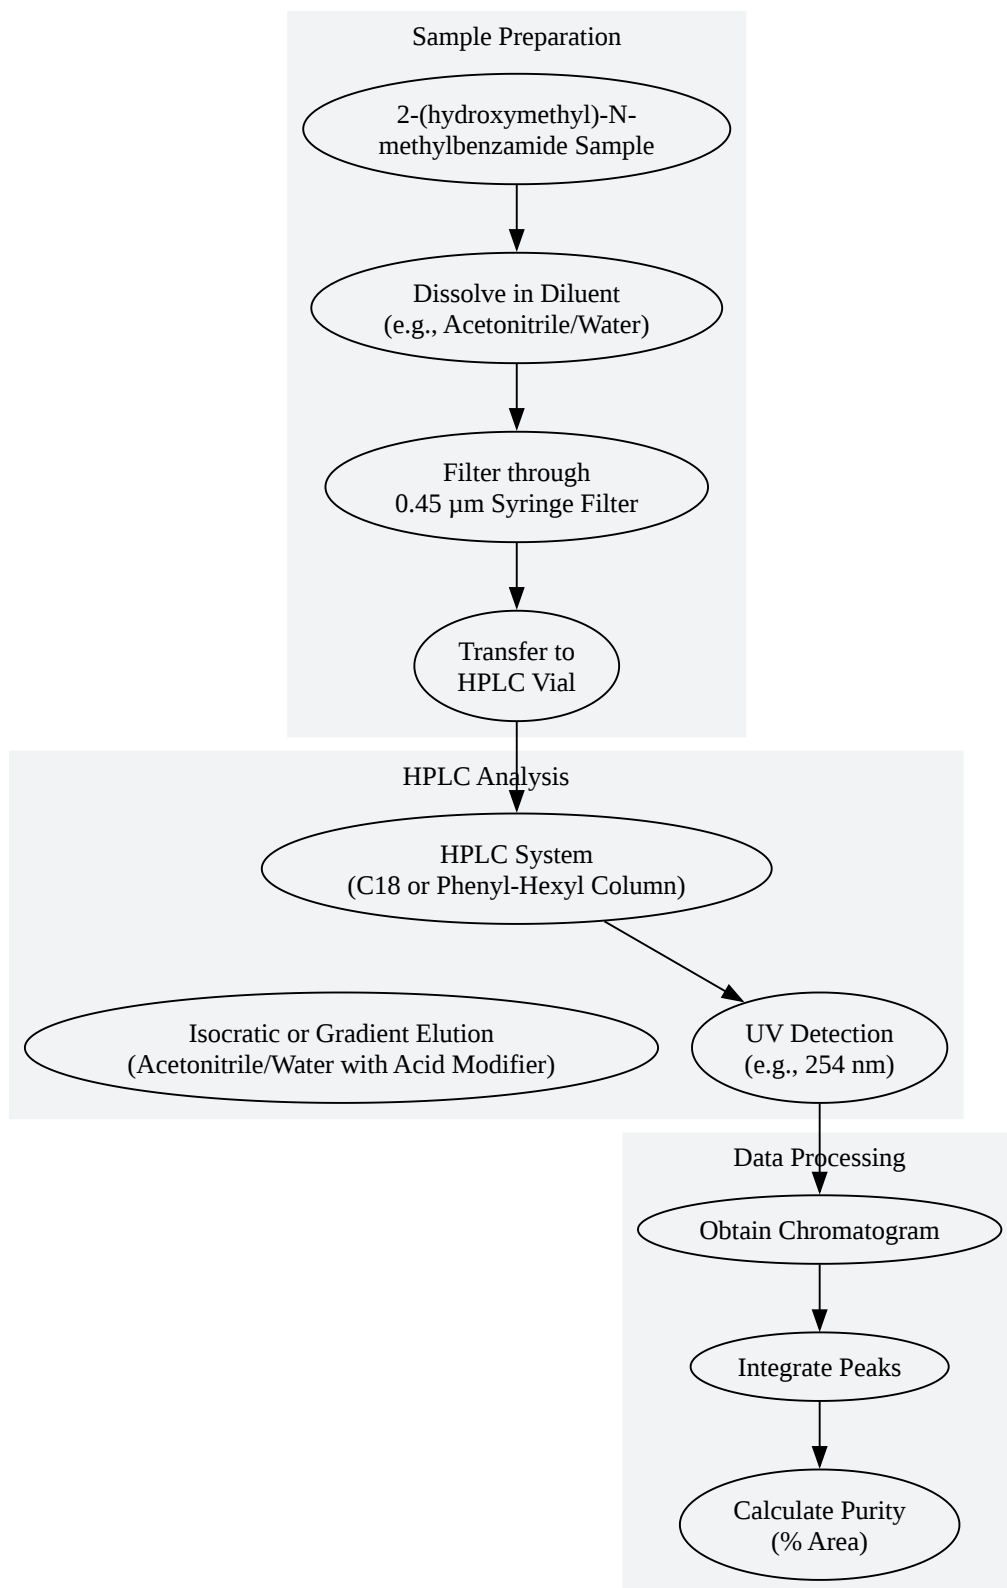 Sample Preparation
2-(hydroxymethyl)-N-
methylbenzamide Sample
Dissolve in Diluent
(e.g., Acetonitrile/Water)
Filter through
0.45 µm Syringe Filter
Transfer to
HPLC Vial
HPLC Analysis
HPLC System
(C18 or Phenyl-Hexyl Column)
Isocratic or Gradient Elution
(Acetonitrile/Water with Acid Modifier)
UV Detection
(e.g., 254 nm)
Data Processing
Obtain Chromatogram
Integrate Peaks
Calculate Purity
(% Area)